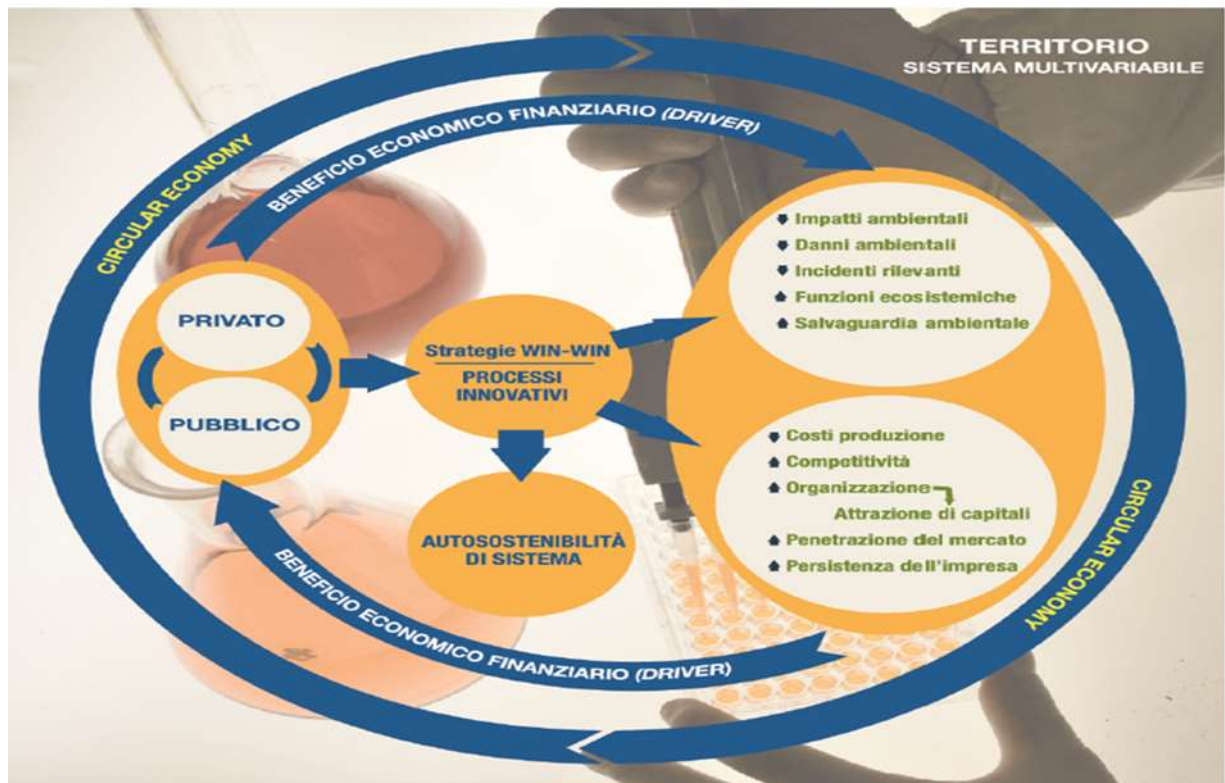 TERRITORIO
SISTEMA MULTIVARIABILE
CIRCULAR ECONOMY
BENEFICIO ECONOMICO FINANZIARIO (DRIVER)
PRIVATO
PUBBLICO
Strategie WIN-WIN
PROCESSI
INNOVATIVI
AUTOSOSTENIBILITÀ
DI SISTEMA
Impatti ambientali
Danni ambientali
Incidenti rilevanti
Funzioni ecosistemiche
Salvaguardia ambientale
Costi produzione
Competitività
Organizzazione
Attrazione di capitali
Penetrazione del mercato
Persistenza dell'impresa
BENEFICIO ECONOMICO FINANZIARIO (DRIVER)
CIRCULAR ECONOMY